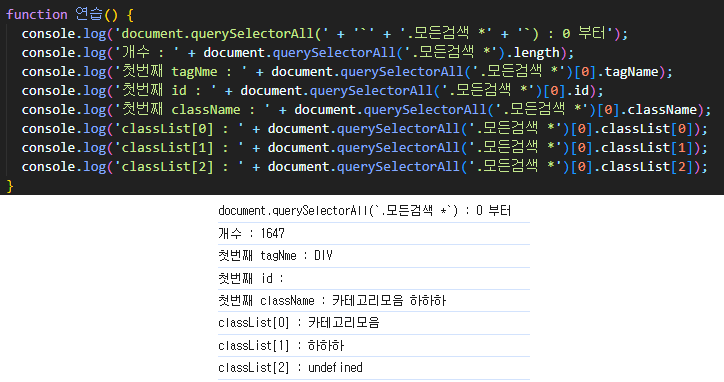 function 연습() {
console.log('document.querySelectorAll(' + '`' + '.모든검색 *' + '`) : 0 부터');
console.log('개수 : ' + document.querySelectorAll('.모든검색 *').length);
console.log('첫번째 tagNme : ' + document.querySelectorAll('.모든검색 *')[0].tagName);
console.log('첫번째 id : ' + document.querySelectorAll('.모든검색 *')[0].id);
console.log('첫번째 className : ' + document.querySelectorAll('.모든검색 *')[0].className);
console.log('classList[0] : ' + document.querySelectorAll('.모든검색 *')[0].classList[0]);
console.log('classList[1] : ' + document.querySelectorAll('.모든검색 *')[0].classList[1]);
console.log('classList[2] : ' + document.querySelectorAll('.모든검색 *')[0].classList[2]);
}
document.querySelectorAll(`.모든검색 *`) : 0 부터
개수 : 1647
첫번째 tagNme : DIV
첫번째 id :
첫번째 className : 카테고리모음 하하하
classList[0] : 카테고리모음
classList[1] : 하하하
classList[2] : undefined